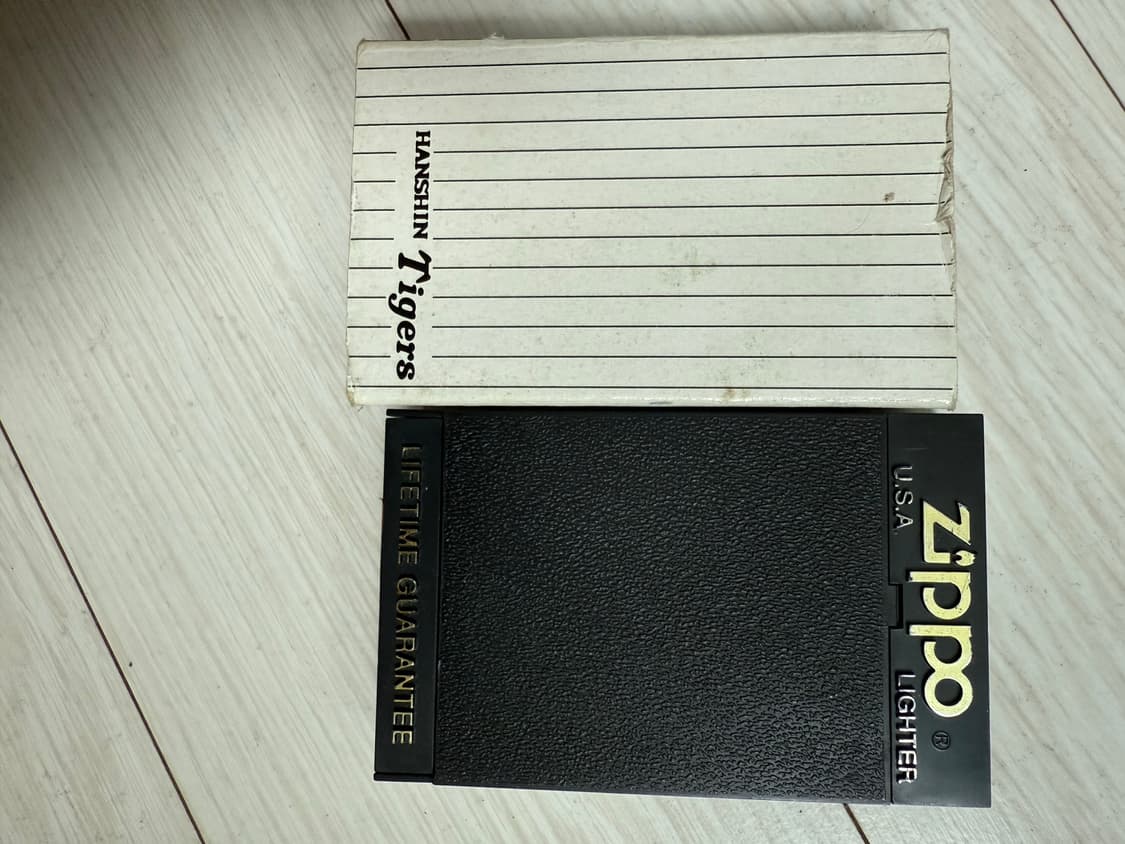 HANSHIN Tigers
Zippo ®
U.S.A LIGHTER
LIFETIME GUARANTEE